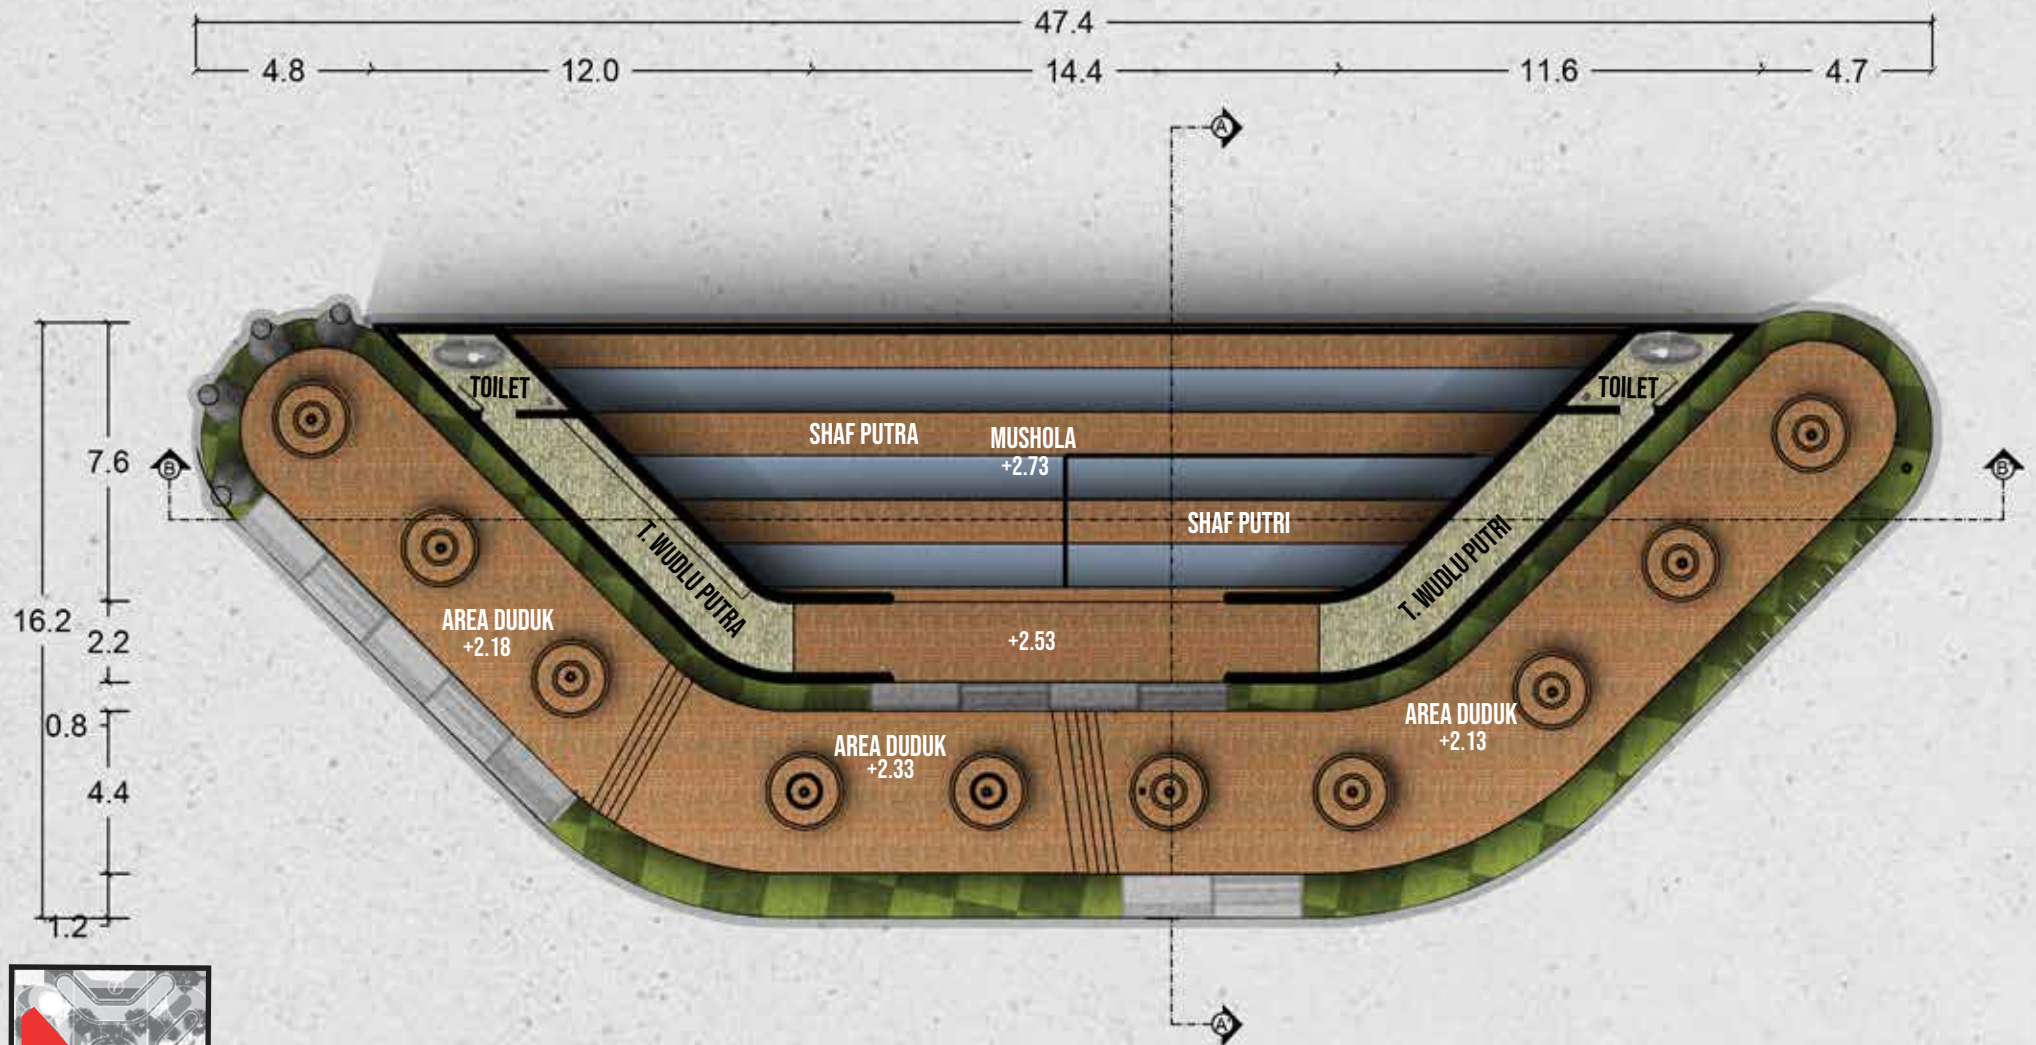 47.4
4.8 12.0 14.4 11.6 4.7
A
TOILET
TOILET
SHAF PUTRA
MUSHOLA
+2.73
7.6
B
B'
SHAF PUTRI
T. WUDLU PUTRA
T. WUDLU PUTRI
16.2
2.2
AREA DUDUK
+2.18
+2.53
0.8
AREA DUDUK
+2.13
AREA DUDUK
+2.33
4.4
1.2
A'